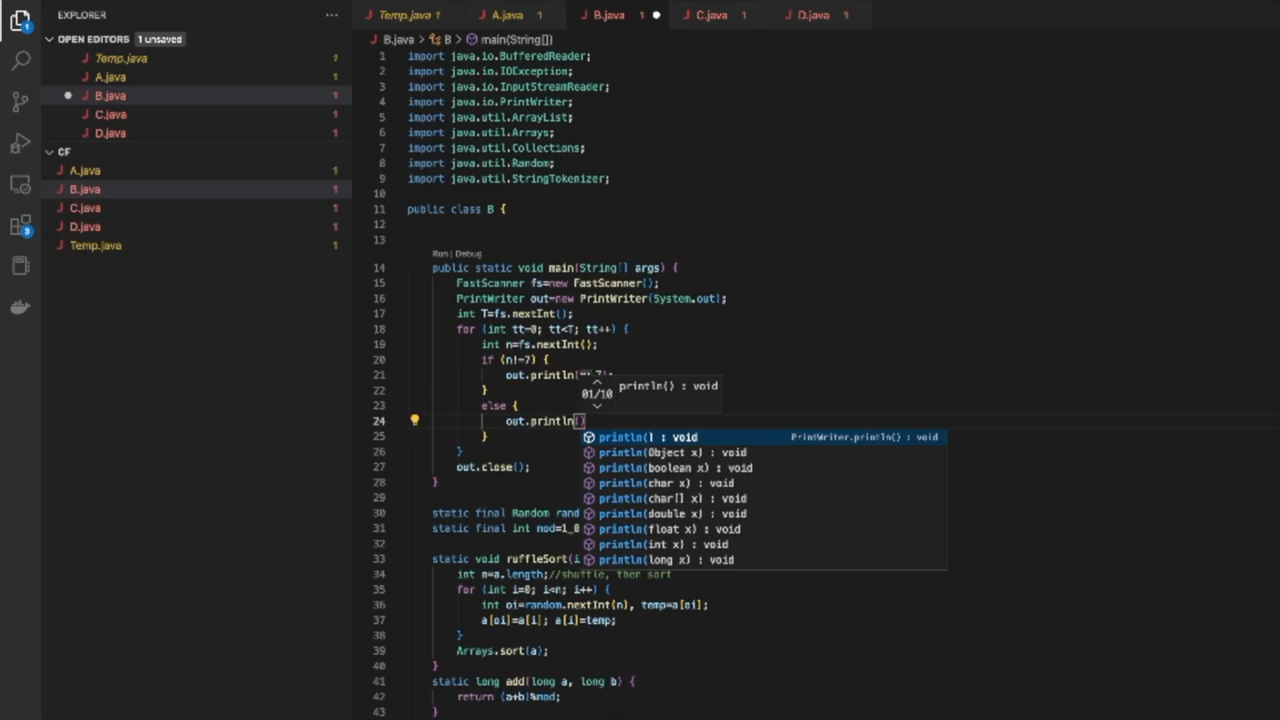 EXPLORER
OPEN EDITORS 1 unsaved
Temp.java 1
A.java 1
B.java 1
C.java 1
D.java 1
CF
A.java 1
B.java 1
C.java 1
D.java 1
Temp.java 1
1
3
Temp.java 1 A.java 1 B.java 1 C.java 1 D.java 1
B.java > B > main(String[])
1 import java.io.BufferedReader;
2 import java.io.IOException;
3 import java.io.InputStreamReader;
4 import java.io.PrintWriter;
5 import java.util.ArrayList;
6 import java.util.Arrays;
7 import java.util.Collections;
8 import java.util.Random;
9 import java.util.StringTokenizer;
10
11 public class B {
12
13
Run | Debug
14 public static void main(String[] args) {
15 FastScanner fs=new FastScanner();
16 PrintWriter out=new PrintWriter(System.out);
17 int T=fs.nextInt();
18 for (int tt=0; tt<T; tt++) {
19 int n=fs.nextInt();
20 if (n!=7) {
21 out.println(
22 }
23 else {
24 out.println()
25 }
26 }
27 out.close();
28 }
29
30 static final Random rand
31 static final int mod=1_0
32
33 static void ruffleSort(i
34 int n=a.length;//shuffle, then sort
35 for (int i=0; i<n; i++) {
36 int oi=random.nextInt(n), temp=a[oi];
37 a[oi]=a[i]; a[i]=temp;
38 }
39 Arrays.sort(a);
40 }
41 static long add(long a, long b) {
42 return (a+b)%mod;
43 }
01/10 println() : void
println() : void PrintWriter.println() : void
println(Object x) : void
println(boolean x) : void
println(char x) : void
println(char[] x) : void
println(double x) : void
println(float x) : void
println(int x) : void
println(long x) : void